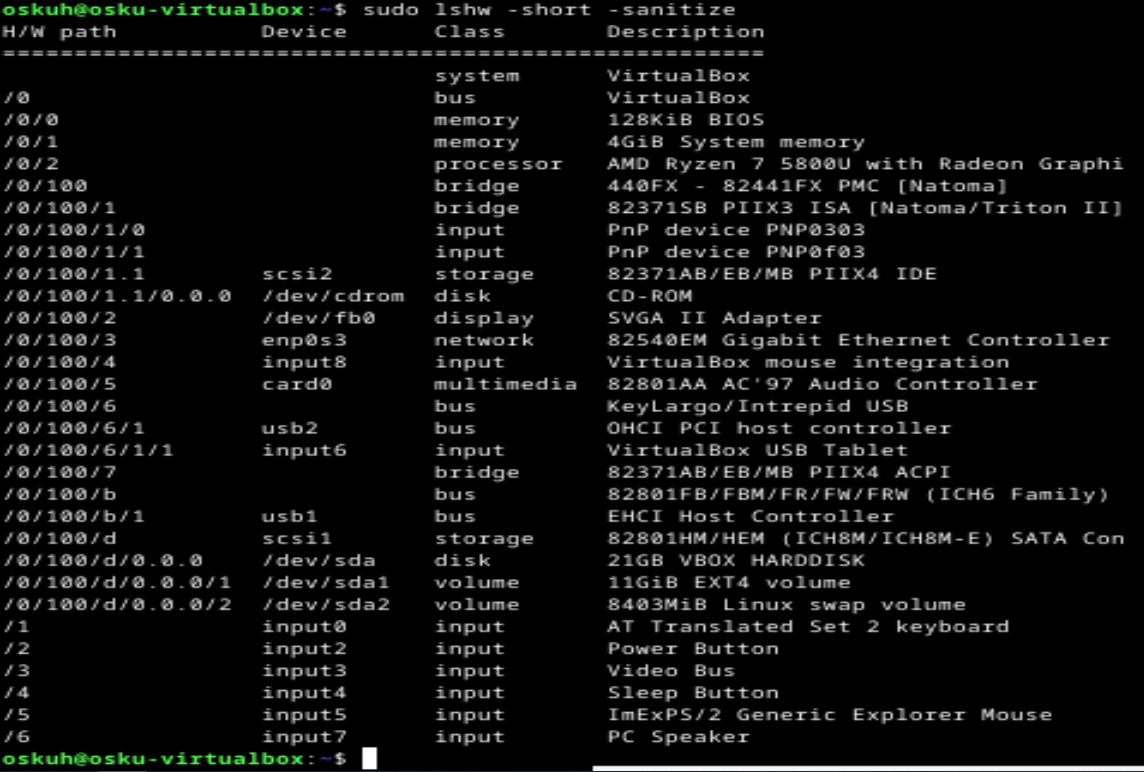 oskuh@osku-virtualbox:~$ sudo lshw -short -sanitize
H/W path Device Class Description
=====================================================
system VirtualBox
/0 bus VirtualBox
/0/0 memory 128KiB BIOS
/0/1 memory 4GiB System memory
/0/2 processor AMD Ryzen 7 5800U with Radeon Graphi
/0/100 bridge 440FX - 82441FX PMC [Natoma]
/0/100/1 bridge 82371SB PIIX3 ISA [Natoma/Triton II]
/0/100/1/0 input PnP device PNP0303
/0/100/1/1 input PnP device PNP0f03
/0/100/1.1 scsi2 storage 82371AB/EB/MB PIIX4 IDE
/0/100/1.1/0.0.0 /dev/cdrom disk CD-ROM
/0/100/2 /dev/fb0 display SVGA II Adapter
/0/100/3 enp0s3 network 82540EM Gigabit Ethernet Controller
/0/100/4 input8 input VirtualBox mouse integration
/0/100/5 card0 multimedia 82801AA AC'97 Audio Controller
/0/100/6 bus KeyLargo/Intrepid USB
/0/100/6/1 usb2 bus OHCI PCI host controller
/0/100/6/1/1 input6 input VirtualBox USB Tablet
/0/100/7 bridge 82371AB/EB/MB PIIX4 ACPI
/0/100/b bus 82801FB/FBM/FR/FW/FRW (ICH6 Family)
/0/100/b/1 usb1 bus EHCI Host Controller
/0/100/d scsi1 storage 82801HM/HEM (ICH8M/ICH8M-E) SATA Con
/0/100/d/0.0.0 /dev/sda disk 21GB VBOX HARDDISK
/0/100/d/0.0.0/1 /dev/sda1 volume 11GiB EXT4 volume
/0/100/d/0.0.0/2 /dev/sda2 volume 8403MiB Linux swap volume
/1 input0 input AT Translated Set 2 keyboard
/2 input2 input Power Button
/3 input3 input Video Bus
/4 input4 input Sleep Button
/5 input5 input ImExPS/2 Generic Explorer Mouse
/6 input7 input PC Speaker
oskuh@osku-virtualbox:~$